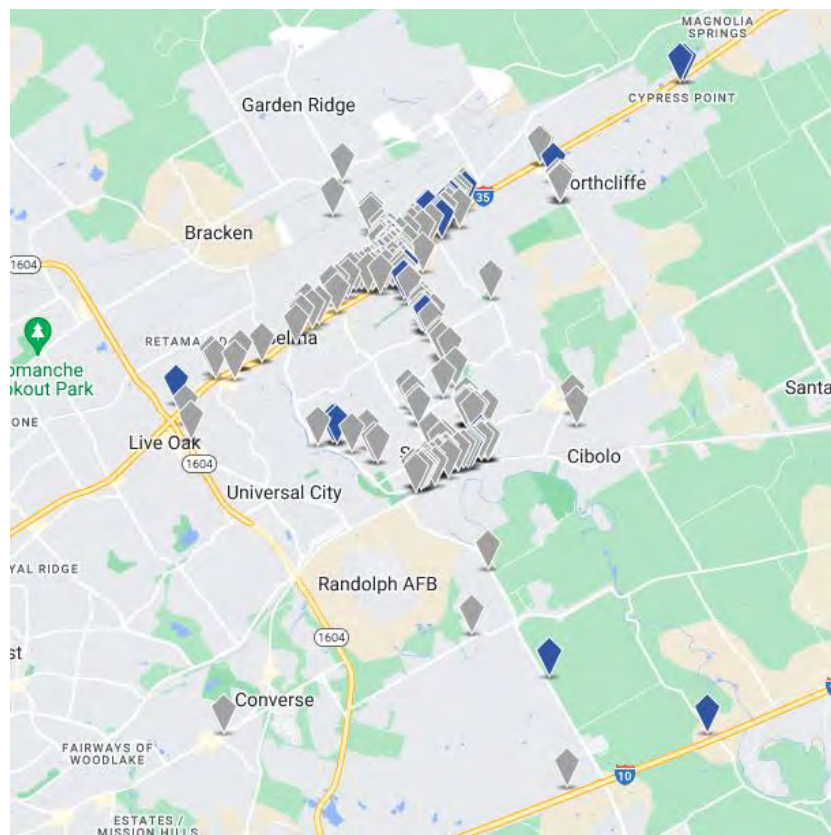 MAGNOLIA
SPRINGS
CYPRESS POINT
Garden Ridge
orthcliffe
35
Bracken
1604
RETAMA
elma
omanche
okout Park
Santa
ONE
Live Oak
1604
Cibolo
Universal City
YAL RIDGE
Randolph AFB
1604
st
Converse
FAIRWAYS OF
WOODLAKE
10
ESTATES /
MISSION HILLS